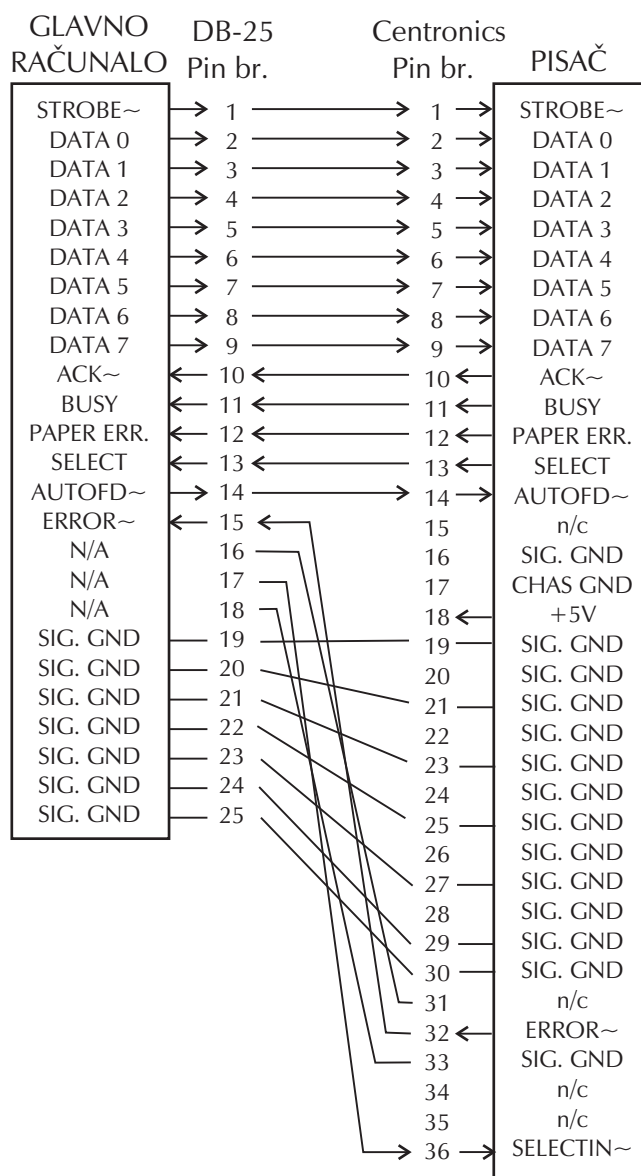 GLAVNO DB-25 Centronics
RAČUNALO Pin br. Pin br. PISAČ
STROBE~ 1 1 STROBE~
DATA 0 2 2 DATA 0
DATA 1 3 3 DATA 1
DATA 2 4 4 DATA 2
DATA 3 5 5 DATA 3
DATA 4 6 6 DATA 4
DATA 5 7 7 DATA 5
DATA 6 8 8 DATA 6
DATA 7 9 9 DATA 7
ACK~ 10 10 ACK~
BUSY 11 11 BUSY
PAPER ERR. 12 12 PAPER ERR.
SELECT 13 13 SELECT
AUTOFD~ 14 14 AUTOFD~
ERROR~ 15 15 n/c
N/A 16 16 SIG. GND
N/A 17 17 CHAS GND
N/A 18 18 +5V
SIG. GND 19 19 SIG. GND
SIG. GND 20 20 SIG. GND
SIG. GND 21 21 SIG. GND
SIG. GND 22 22 SIG. GND
SIG. GND 23 23 SIG. GND
SIG. GND 24 24 SIG. GND
SIG. GND 25 25 SIG. GND
26 SIG. GND
27 SIG. GND
28 SIG. GND
29 SIG. GND
30 SIG. GND
31 n/c
32 ERROR~
33 SIG. GND
34 n/c
35 n/c
36 SELECTIN~